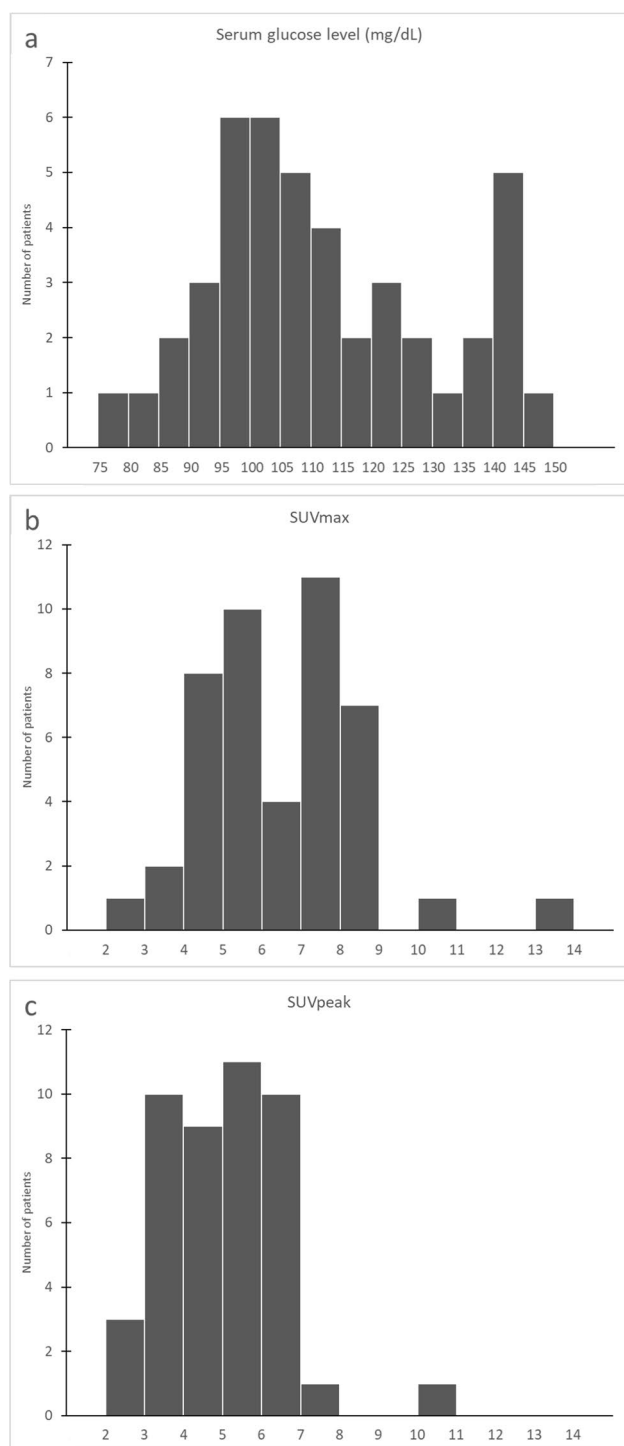 a
Serum glucose level (mg/dL)
Number of patients
7
6
5
4
3
2
1
0
75 80 85 90 95 100 105 110 115 120 125 130 135 140 145 150
b
SUVmax
Number of patients
12
10
8
6
4
2
0
2 3 4 5 6 7 8 9 10 11 12 13 14
c
SUVpeak
Number of patients
12
10
8
6
4
2
0
2 3 4 5 6 7 8 9 10 11 12 13 14